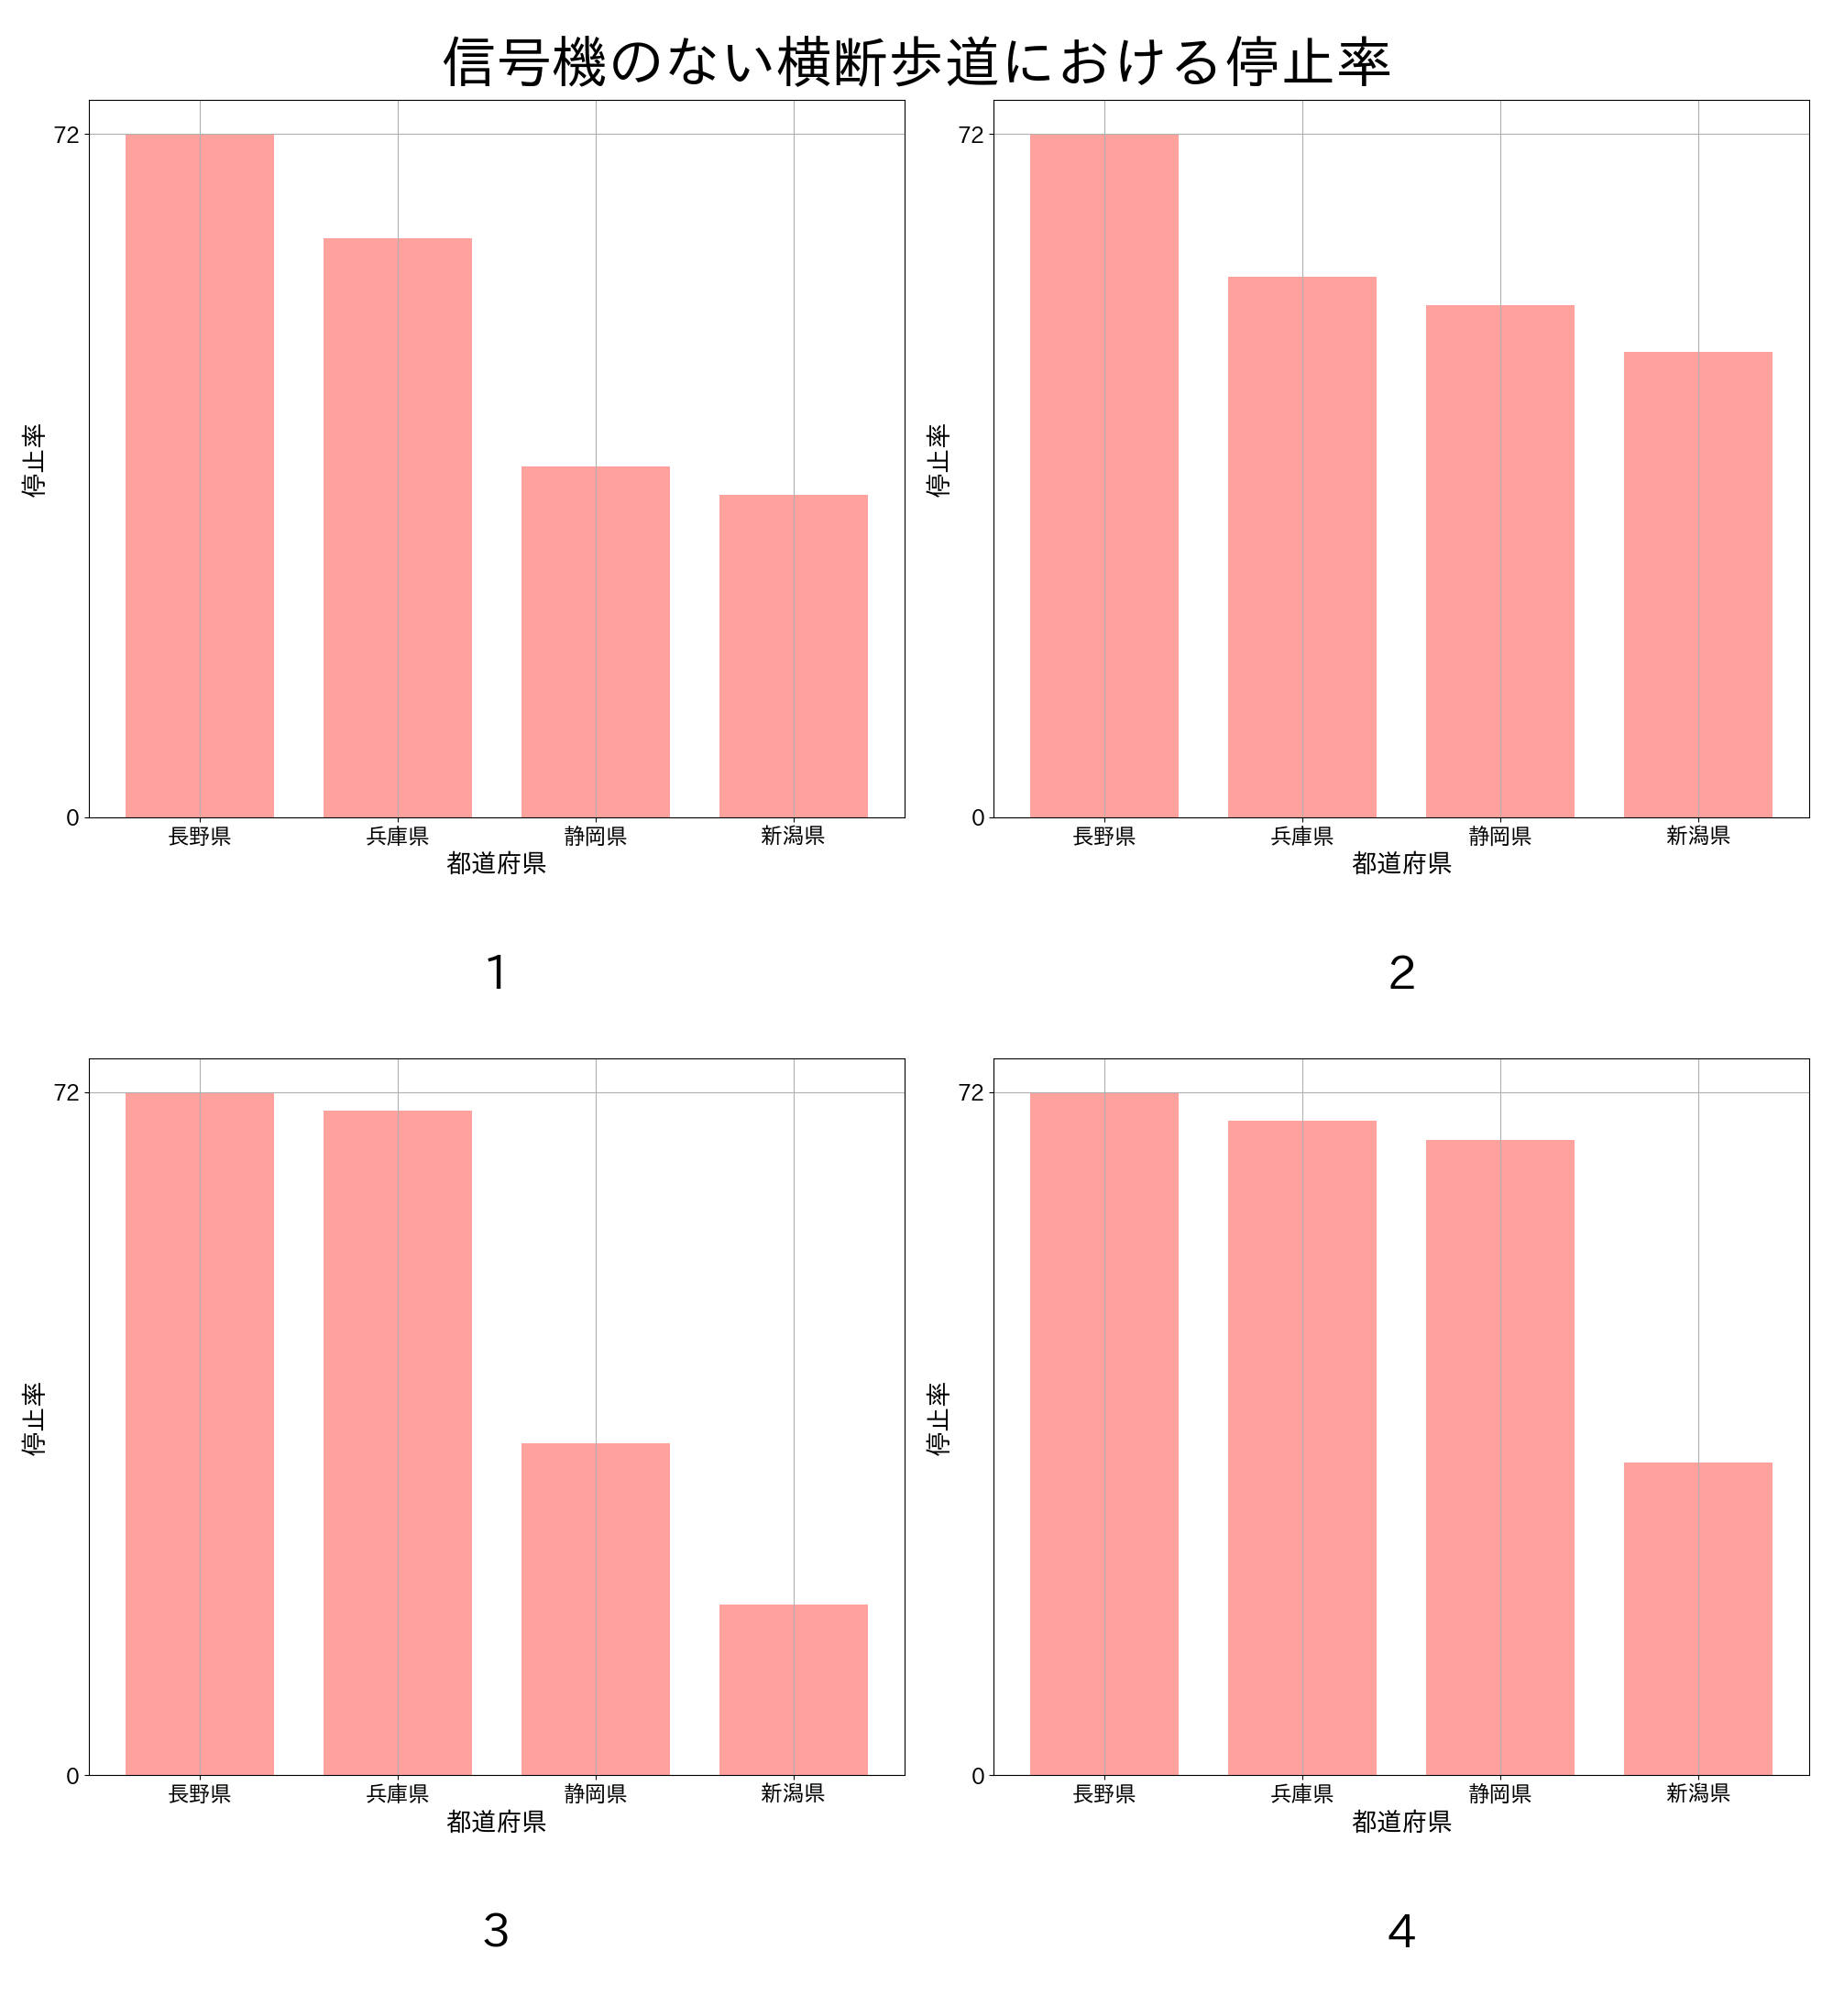 信号機のない横断歩道における停止率
72
停止率
0
長野県 兵庫県 静岡県 新潟県
都道府県
1
72
停止率
0
長野県 兵庫県 静岡県 新潟県
都道府県
2
72
停止率
0
長野県 兵庫県 静岡県 新潟県
都道府県
3
72
停止率
0
長野県 兵庫県 静岡県 新潟県
都道府県
4